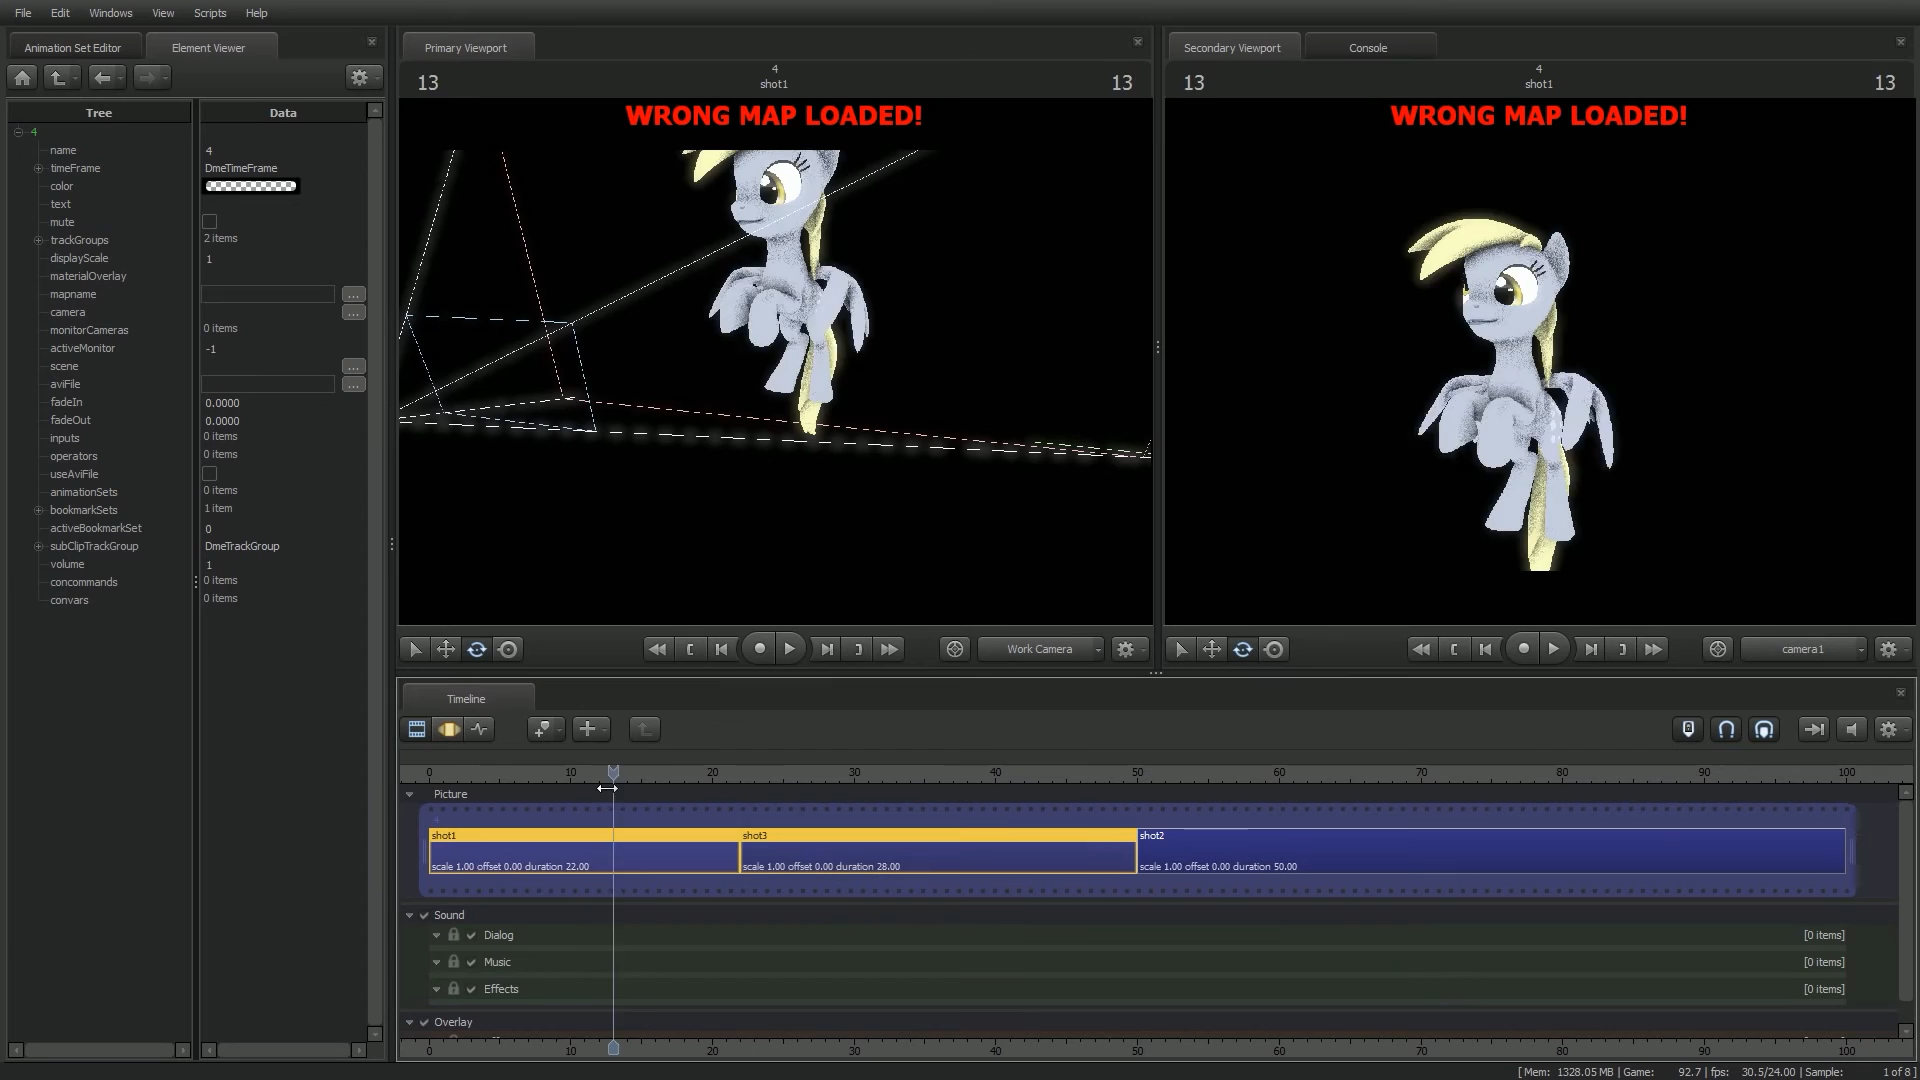 File Edit Windows View Scripts Help
Animation Set Editor Element Viewer
Tree Data
4
name 4
timeFrame DmeTimeFrame
color
text
mute
trackGroups 2 items
displayScale 1
materialOverlay
mapname ...
camera ...
monitorCameras 0 items
activeMonitor -1
scene ...
aviFile ...
fadeIn 0.0000
fadeOut 0.0000
inputs 0 items
operators 0 items
useAviFile
animationSets 0 items
bookmarkSets 1 item
activeBookmarkSet 0
subClipTrackGroup DmeTrackGroup
volume 1
concommands 0 items
convars 0 items
Primary Viewport
13 4 13
shot1
WRONG MAP LOADED!
Work Camera
Secondary Viewport Console
13 4 13
shot1
WRONG MAP LOADED!
camera1
Timeline
0 10 20 30 40 50 60 70 80 90 100
Picture
4
shot1 shot3 shot2
scale 1.00 offset 0.00 duration 22.00 scale 1.00 offset 0.00 duration 28.00 scale 1.00 offset 0.00 duration 50.00
Sound
Dialog [0 items]
Music [0 items]
Effects [0 items]
Overlay
0 10 20 30 40 50 60 70 80 90 100
[ Mem: 1328.05 MB | Game: 92.7 | fps: 30.5/24.00 | Sample: 1 of 8 ]